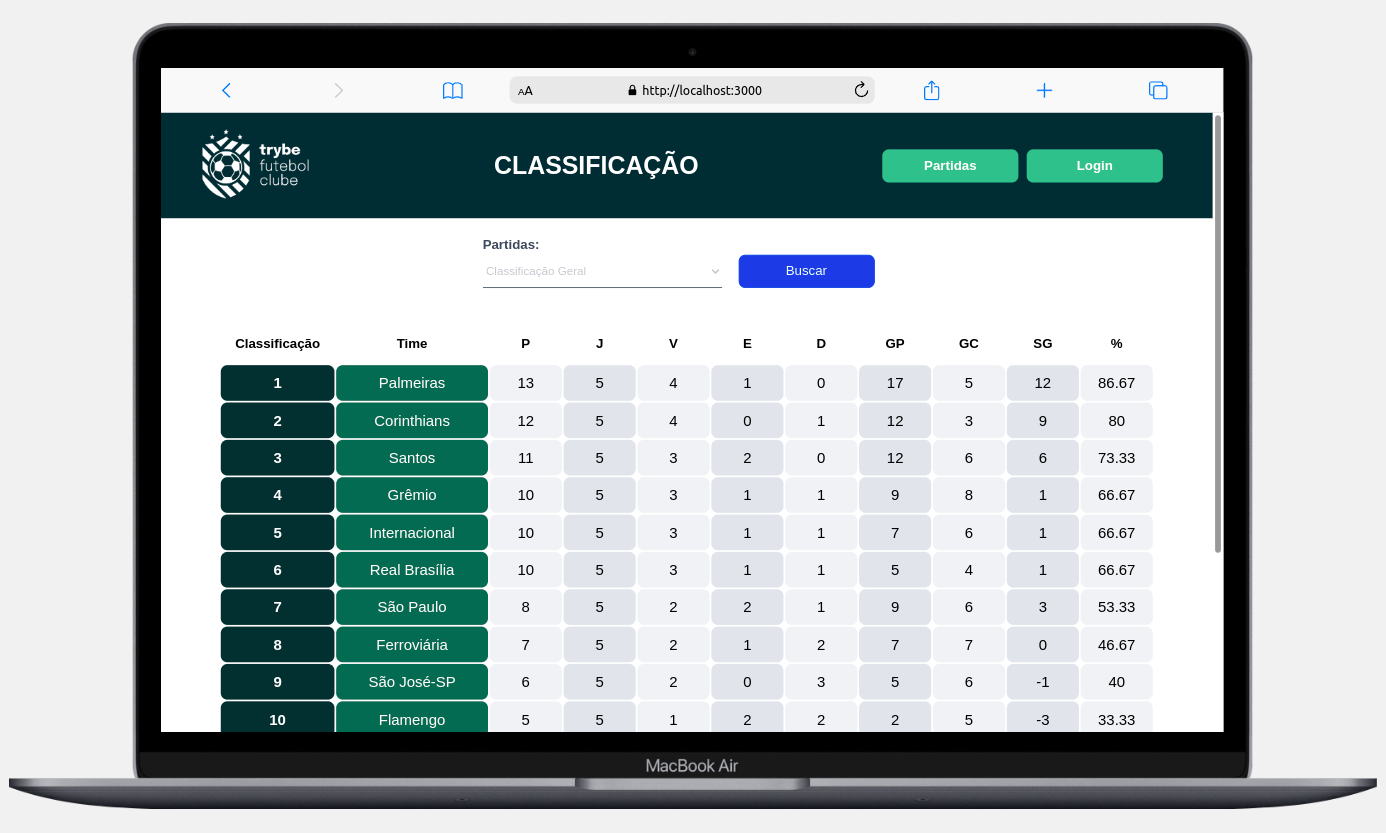 AA http://localhost:3000
trybe
futebol
clube
CLASSIFICAÇÃO
Partidas Login
Partidas:
Classificação Geral Buscar
Classificação Time P J V E D GP GC SG %
1 Palmeiras 13 5 4 1 0 17 5 12 86.67
2 Corinthians 12 5 4 0 1 12 3 9 80
3 Santos 11 5 3 2 0 12 6 6 73.33
4 Grêmio 10 5 3 1 1 9 8 1 66.67
5 Internacional 10 5 3 1 1 7 6 1 66.67
6 Real Brasília 10 5 3 1 1 5 4 1 66.67
7 São Paulo 8 5 2 2 1 9 6 3 53.33
8 Ferroviária 7 5 2 1 2 7 7 0 46.67
9 São José-SP 6 5 2 0 3 5 6 -1 40
10 Flamengo 5 5 1 2 2 2 5 -3 33.33
MacBook Air